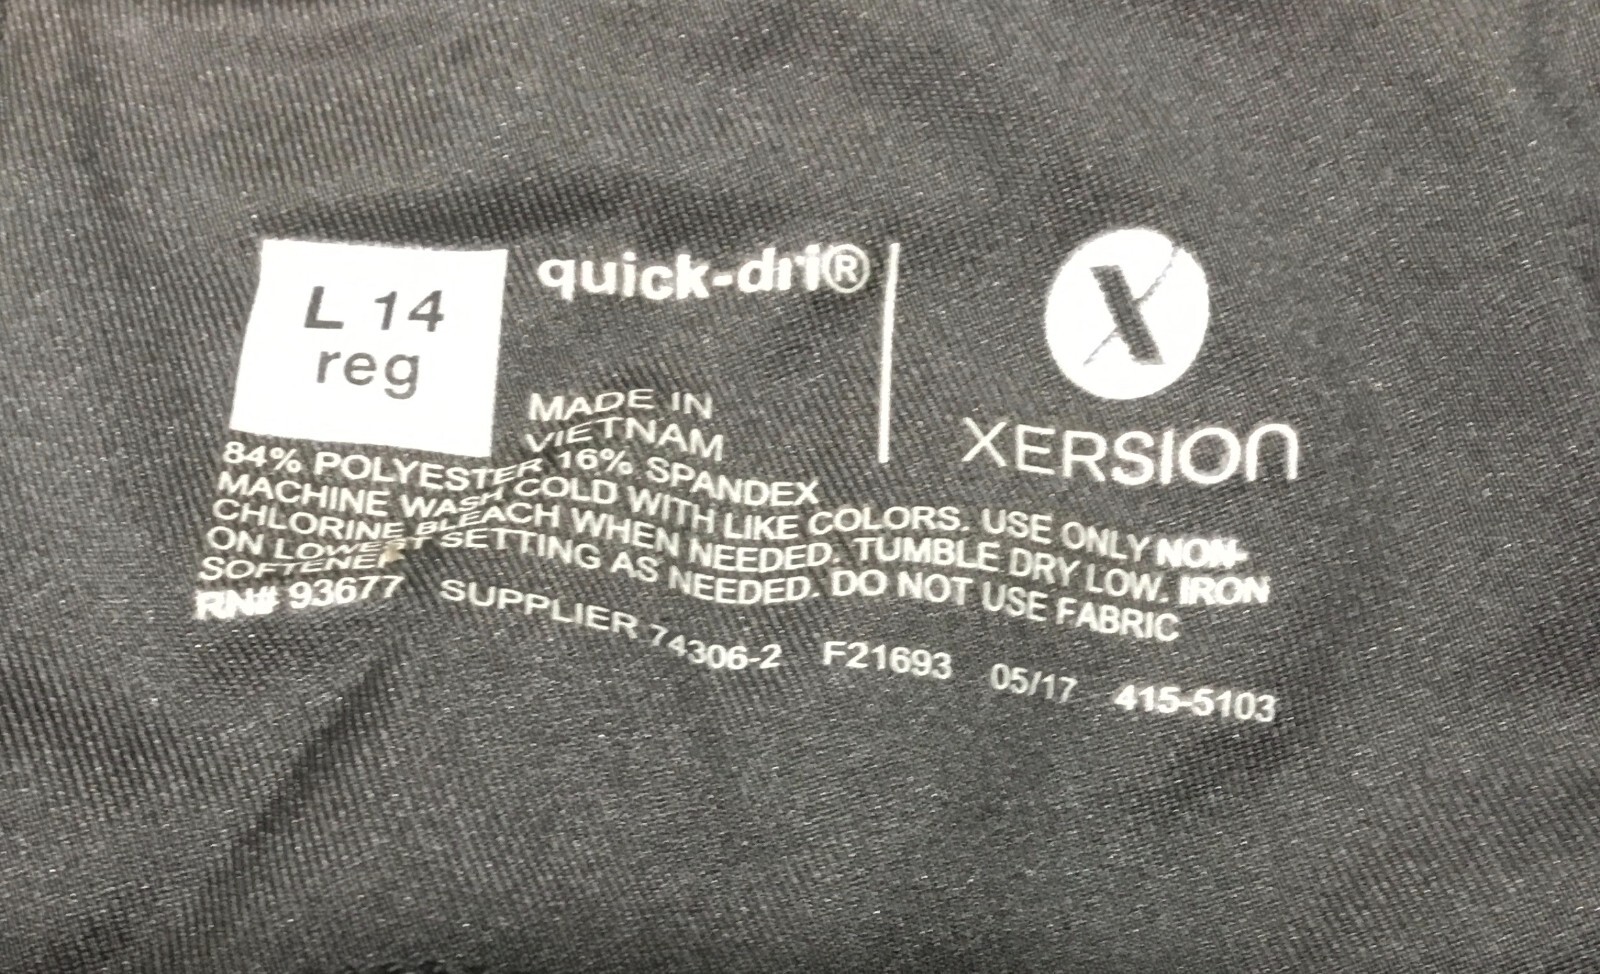 L 14
reg
quick-dri®
MADE IN
VIETNAM
X
XERSION
84% POLYESTER 16% SPANDEX
MACHINE WASH COLD WITH LIKE COLORS. USE ONLY NON-
CHLORINE BLEACH WHEN NEEDED. TUMBLE DRY LOW. IRON
ON LOWEST SETTING AS NEEDED. DO NOT USE FABRIC
SOFTENER
RN# 93677 SUPPLIER 74306-2 F21693 05/17 415-5103